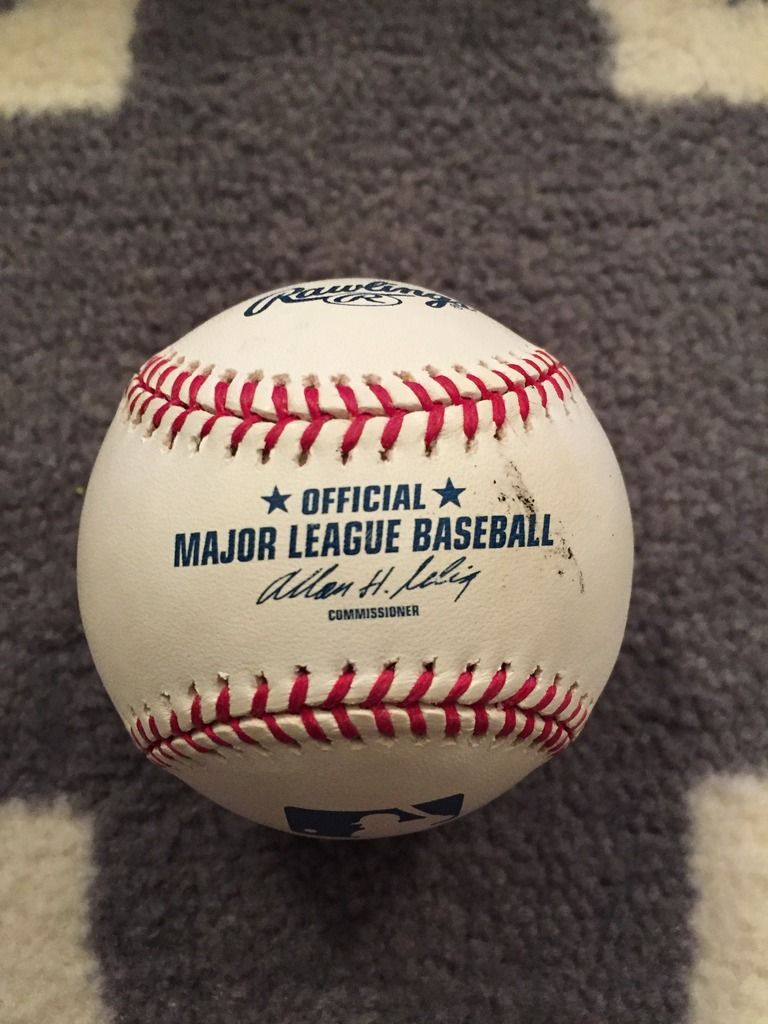 Rawlings
R
★ OFFICIAL ★
MAJOR LEAGUE BASEBALL
Allan H. Selig
COMMISSIONER